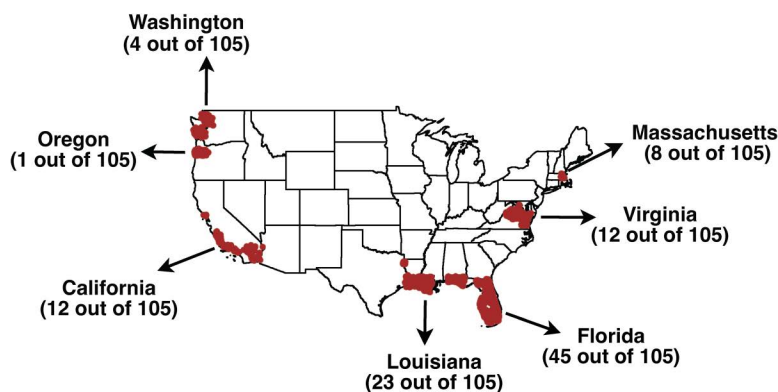 Washington
(4 out of 105)
Oregon
(1 out of 105)
Massachusetts
(8 out of 105)
Virginia
(12 out of 105)
California
(12 out of 105)
Florida
(45 out of 105)
Louisiana
(23 out of 105)